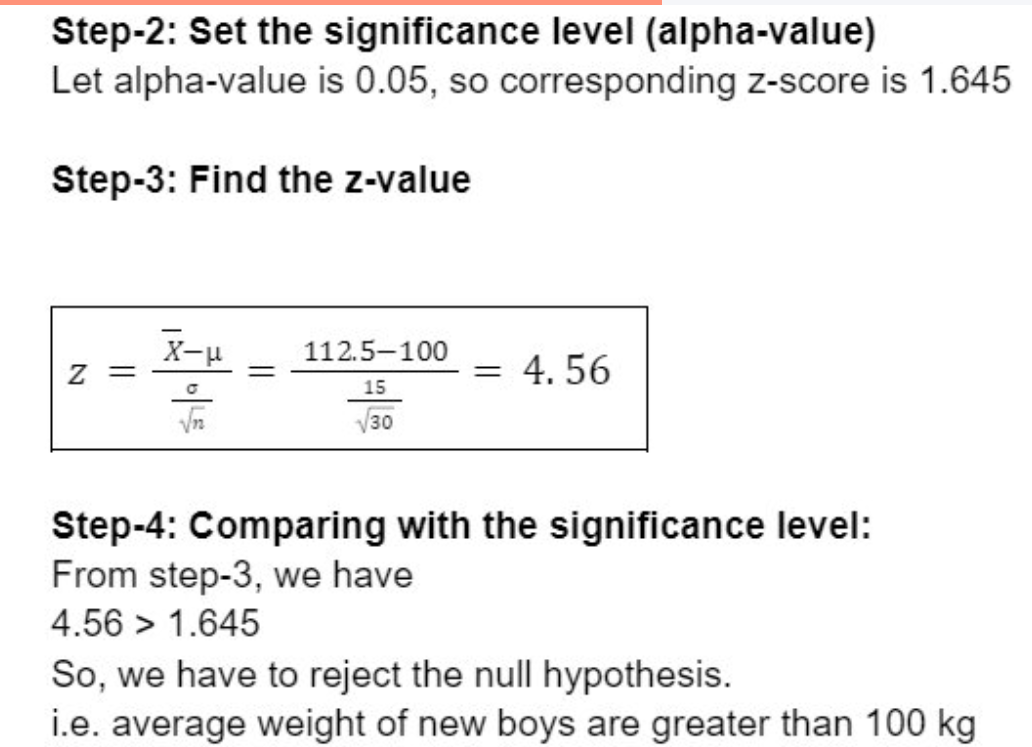 Step-2: Set the significance level (alpha-value)
Let alpha-value is 0.05, so corresponding z-score is 1.645
Step-3: Find the z-value
z = (X̅−μ)/(σ/√n) = (112.5−100)/(15/√30) = 4.56
Step-4: Comparing with the significance level:
From step-3, we have
4.56 > 1.645
So, we have to reject the null hypothesis.
i.e. average weight of new boys are greater than 100 kg